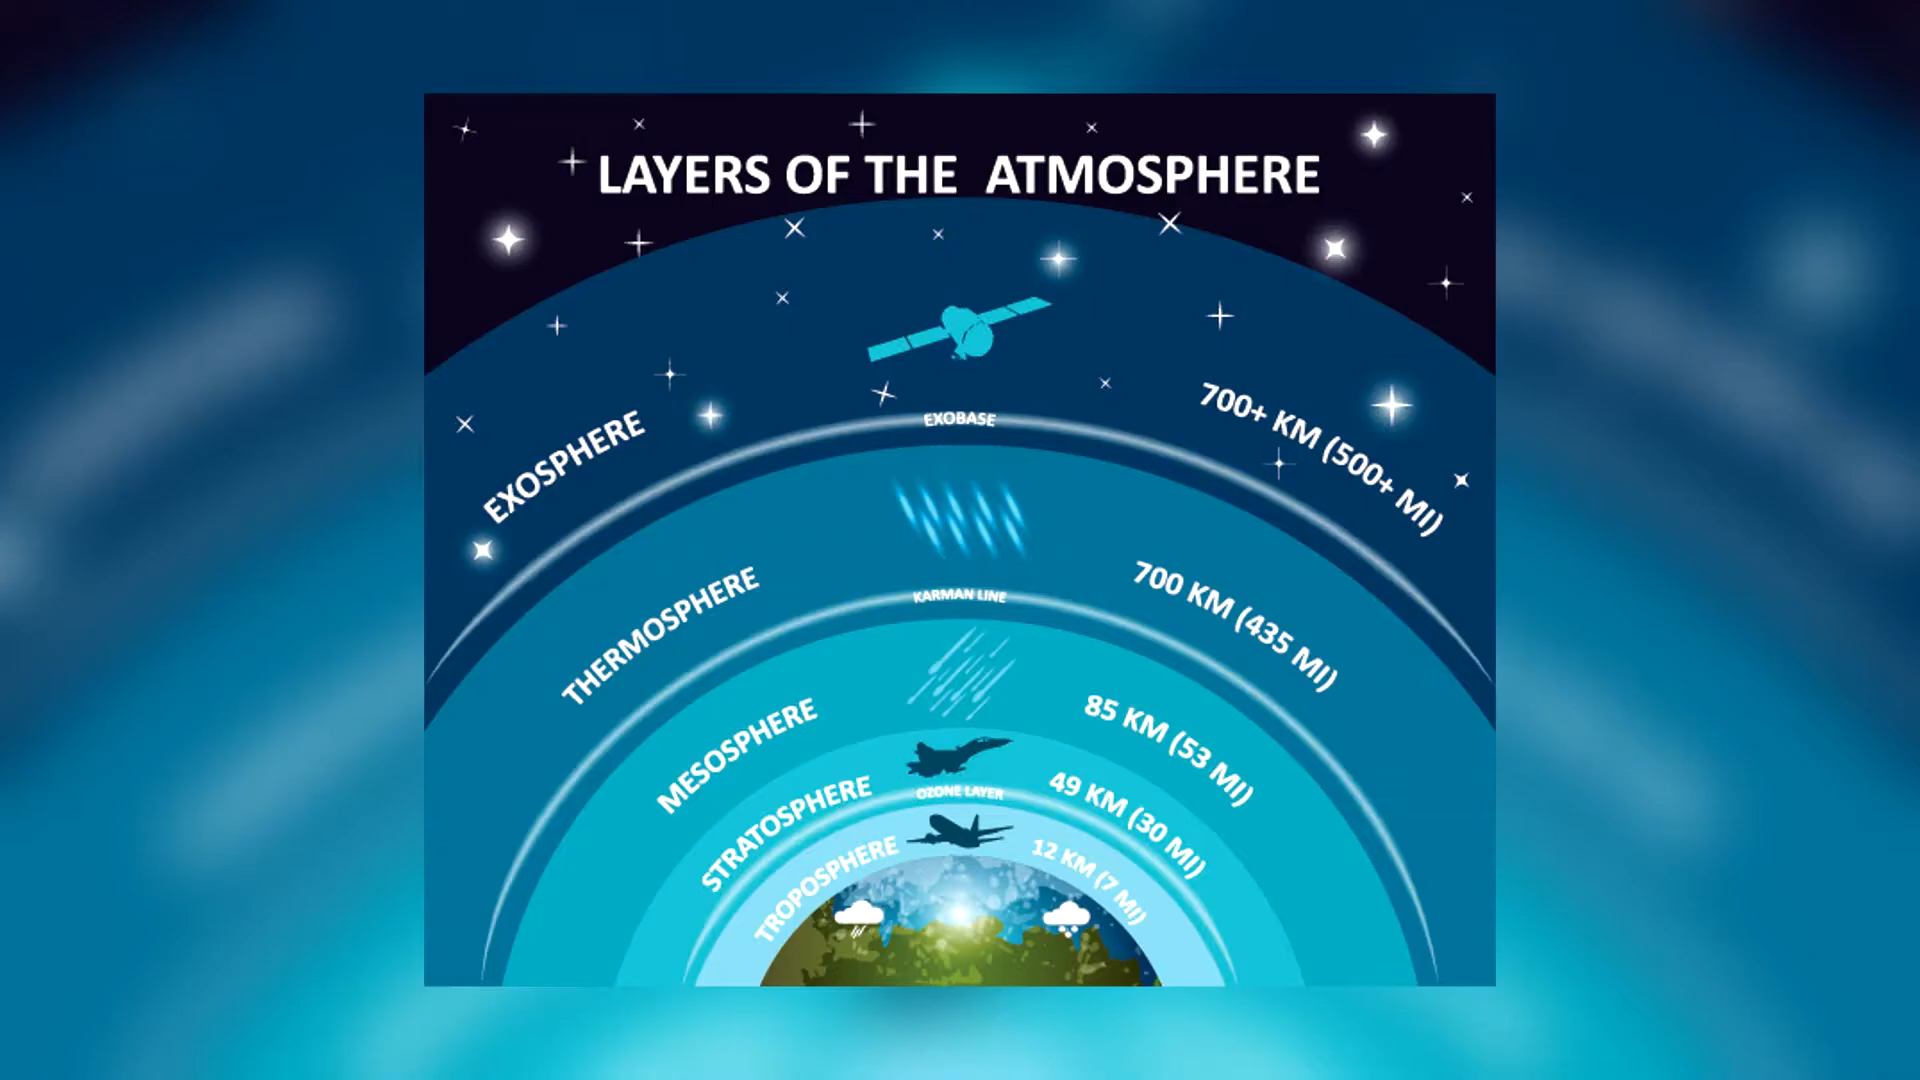 LAYERS OF THE ATMOSPHERE
EXOSPHERE
700+ KM (500+ MI)
EXOBASE
THERMOSPHERE
700 KM (435 MI)
KARMAN LINE
MESOSPHERE
85 KM (53 MI)
STRATOSPHERE
49 KM (30 MI)
OZONE LAYER
TROPOSPHERE
12 KM (7 MI)